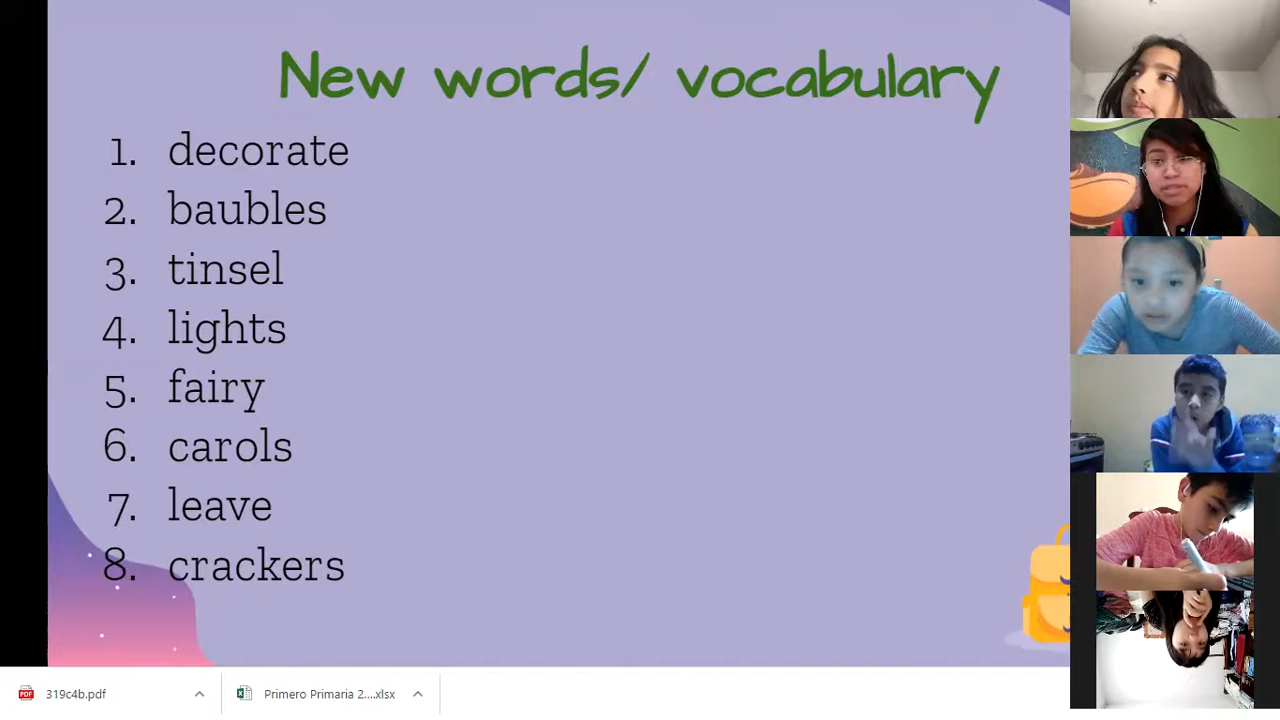 New words/ vocabulary
1. decorate
2. baubles
3. tinsel
4. lights
5. fairy
6. carols
7. leave
8. crackers
319c4b.pdf
Primero Primaria 2....xlsx